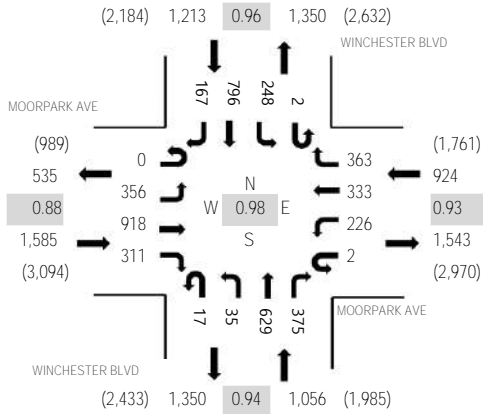 (2,184) 1,213 0.96 1,350 (2,632)
WINCHESTER BLVD
167 796 248 2
MOORPARK AVE
(989)
535
0.88
1,585
(3,094)
0
356
918
311
N
W 0.98 E
S
363
333
226
2
(1,761)
924
0.93
1,543
(2,970)
17 35 629 375
MOORPARK AVE
WINCHESTER BLVD
(2,433) 1,350 0.94 1,056 (1,985)